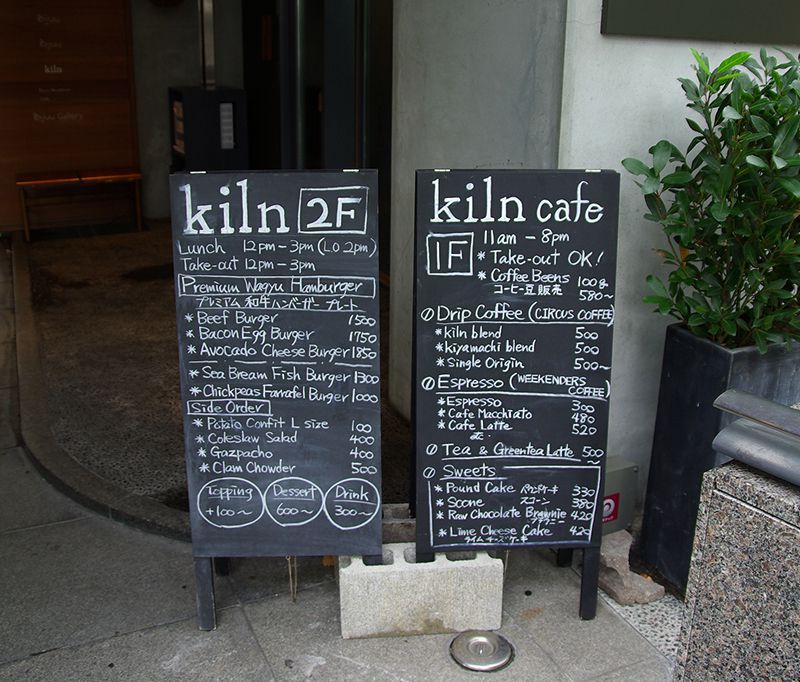 kiln
kiln 2F
Lunch 12pm - 3pm (LO 2pm)
Take-out 12pm - 3pm
Premium Wagyu Hamburger
プレミアム 和牛ハンバーガー プレート
* Beef Burger 1500
* Bacon Egg Burger 1750
* Avocado Cheese Burger 1850
* Sea Bream Fish Burger 1300
* Chickpeas Farrafel Burger 1000
Side Order
* Potato Confit L size 100
* Coleslaw Salad 400
* Gazpacho 400
* Clam Chowder 500
Topping +100~
Dessert 600~
Drink 300~
kiln cafe
1F
11am - 8pm
* Take-out OK!
* Coffee Beens 100g
コーヒー豆 販売 580~
Drip Coffee (CIRCUS COFFEE)
* kiln blend 500
* kiyamachi blend 500
* Single Origin 500~
Espresso (WEEKENDERS COFFEE)
* Espresso 300
* Cafe Macchiato 480
* Cafe Latte 520
etc..
Tea & Greentea Latte 500~
Sweets
* Pound Cake パウンドケーキ 330
* Scone スコーン 380
* Raw Chocolate Brawnie 420
ブラウニー
* Lime Cheese Cake 420
ライムチーズケーキ